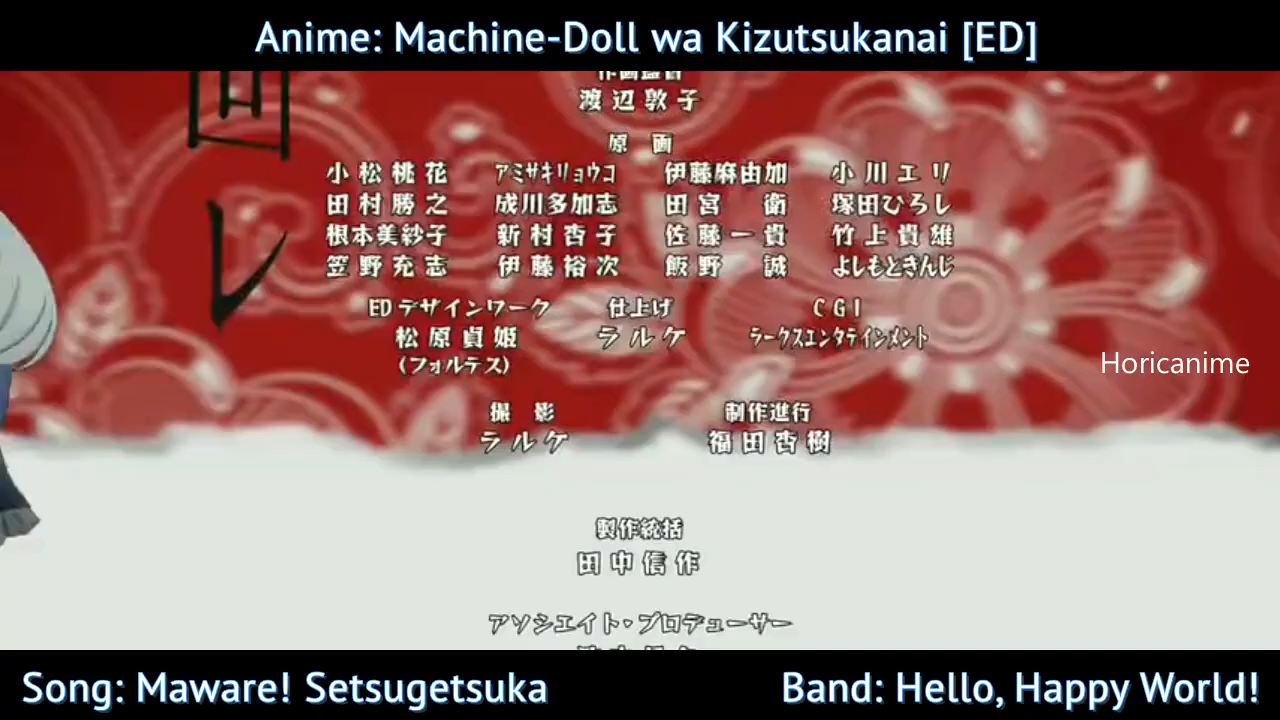 Anime: Machine-Doll wa Kizutsukanai [ED]
作画監督
渡辺敦子
原 画
小松桃花 アミサキリョウコ 伊藤麻由加 小川エリ
田村勝之 成川多加志 田宮 衛 塚田ひろし
根本美紗子 新村杏子 佐藤一貴 竹上貴雄
笠野充志 伊藤裕次 飯野 誠 よしもときんじ
EDデザインワーク 仕上げ CGI
松原貞姫 ラルケ ラークスエンタテインメント
(フォルテス)
Horicanime
撮 影 制作進行
ラルケ 福田杏樹
製作統括
田中信作
アソシエイト・プロデューサー
Song: Maware! Setsugetsuka
Band: Hello, Happy World!